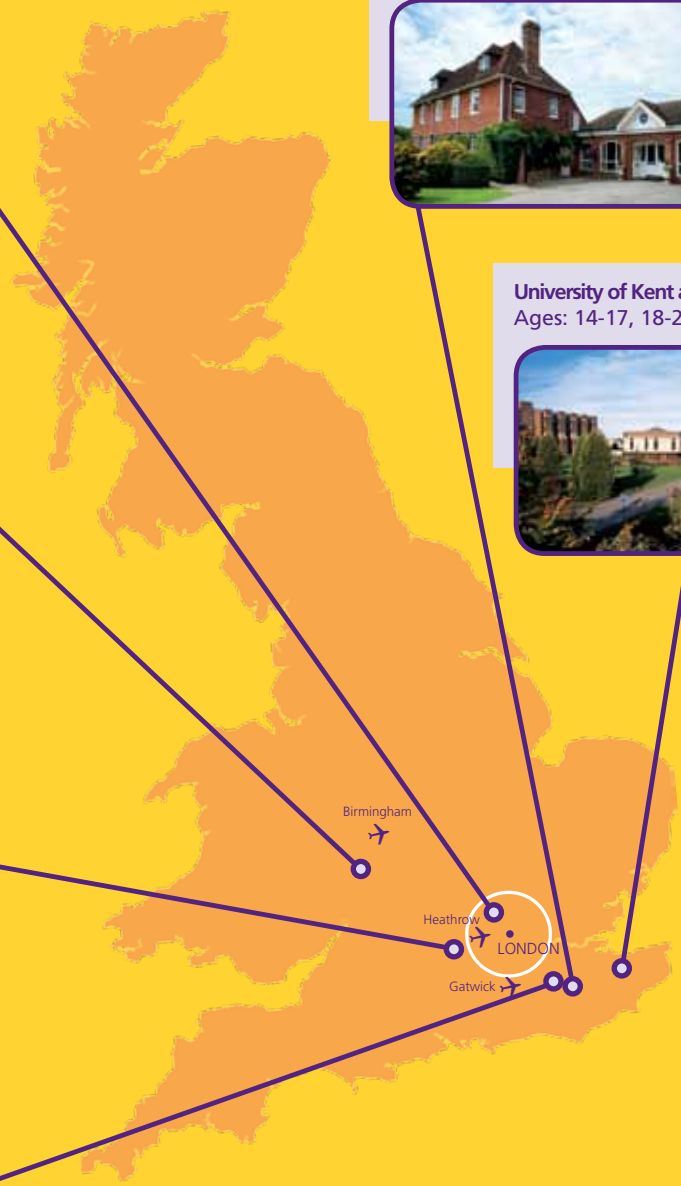 University of Kent
Ages: 14-17, 18-2
Birmingham
Heathrow
LONDON
Gatwick